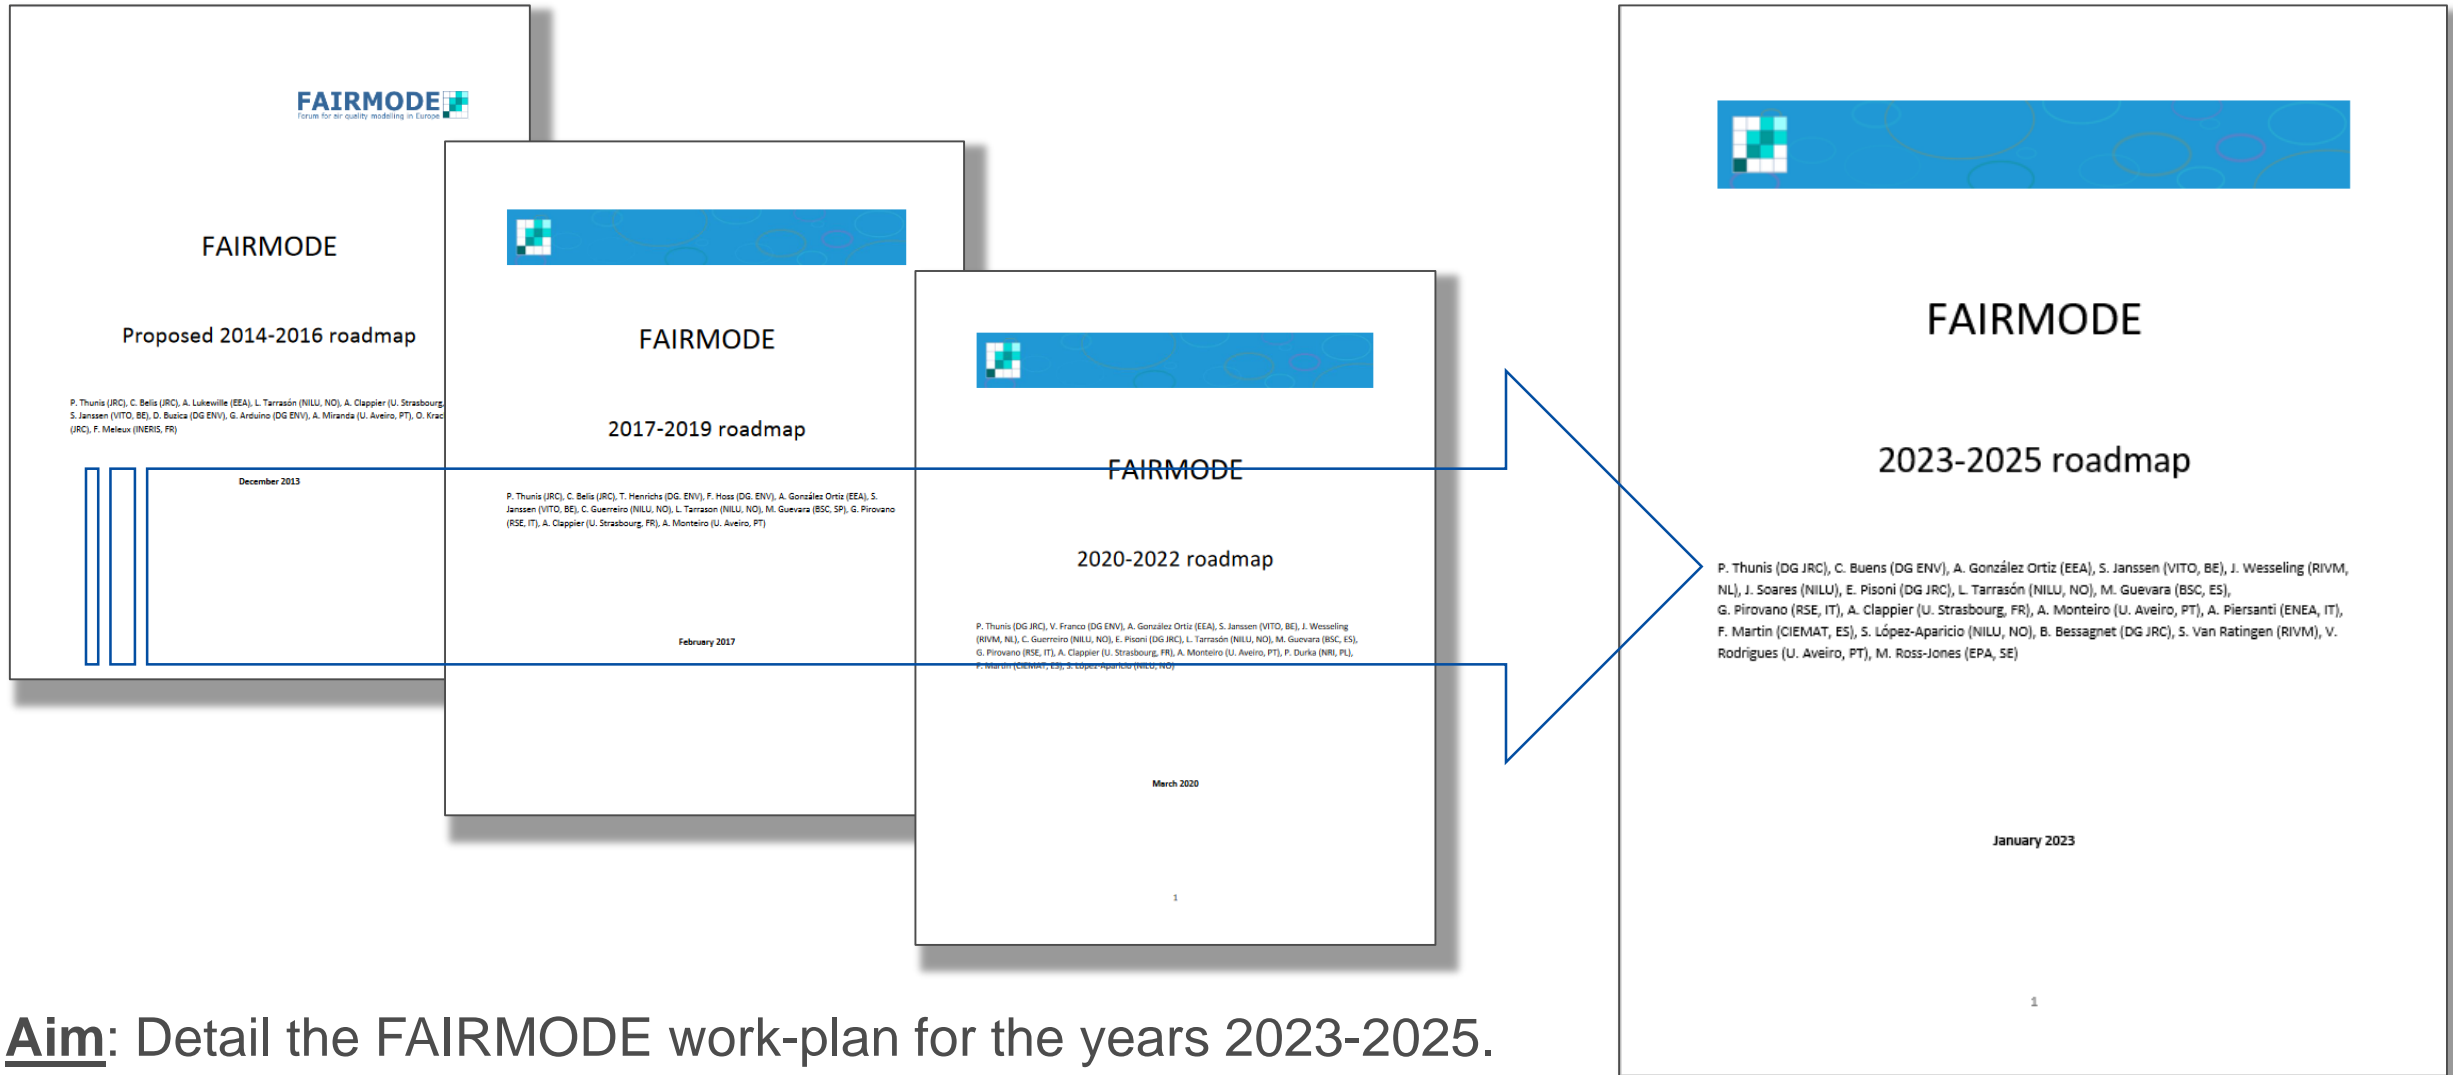 FAIRMODE
Forum for air quality modelling in Europe
FAIRMODE
Proposed 2014-2016 roadmap
P. Thunis (JRC), C. Belis (JRC), A. Lukewille (EEA), L. Tarrasón (NILU, NO), A. Clappier (U. Strasbourg,
S. Janssen (VITO, BE), D. Buzica (DG ENV), G. Arduino (DG ENV), A. Miranda (U. Aveiro, PT), O. Krac
(JRC), F. Meleux (INERIS, FR)
December 2013
FAIRMODE
2017-2019 roadmap
P. Thunis (JRC), C. Belis (JRC), T. Henrichs (DG. ENV), F. Hoss (DG. ENV), A. González Ortiz (EEA), S.
Janssen (VITO, BE), C. Guerreiro (NILU, NO), L. Tarrason (NILU, NO), M. Guevara (BSC, SP), G. Pirovano
(RSE, IT), A. Clappier (U. Strasbourg, FR), A. Monteiro (U. Aveiro, PT)
February 2017
FAIRMODE
2020-2022 roadmap
P. Thunis (DG JRC), V. Franco (DG ENV), A. González Ortiz (EEA), S. Janssen (VITO, BE), J. Wesseling
(RIVM, NL), C. Guerreiro (NILU, NO), E. Pisoni (DG JRC), L. Tarrasón (NILU, NO), M. Guevara (BSC, ES),
G. Pirovano (RSE, IT), A. Clappier (U. Strasbourg, FR), A. Monteiro (U. Aveiro, PT), P. Durka (NRI, PL),
F. Martin (CIEMAT, ES), S. López-Aparicio (NILU, NO)
March 2020
1
FAIRMODE
2023-2025 roadmap
P. Thunis (DG JRC), C. Buens (DG ENV), A. González Ortiz (EEA), S. Janssen (VITO, BE), J. Wesseling (RIVM,
NL), J. Soares (NILU), E. Pisoni (DG JRC), L. Tarrasón (NILU, NO), M. Guevara (BSC, ES),
G. Pirovano (RSE, IT), A. Clappier (U. Strasbourg, FR), A. Monteiro (U. Aveiro, PT), A. Piersanti (ENEA, IT),
F. Martin (CIEMAT, ES), S. López-Aparicio (NILU, NO), B. Bessagnet (DG JRC), S. Van Ratingen (RIVM), V.
Rodrigues (U. Aveiro, PT), M. Ross-Jones (EPA, SE)
January 2023
1
Aim: Detail the FAIRMODE work-plan for the years 2023-2025.